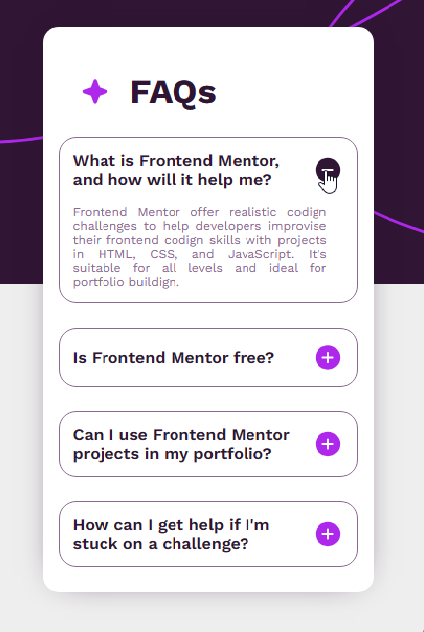 FAQs
What is Frontend Mentor,
and how will it help me?
Frontend Mentor offer realistic codign
challenges to help developers improvise
their frontend codign skills with projects
in HTML, CSS, and JavaScript. It's
suitable for all levels and ideal for
portfolio buildign.
Is Frontend Mentor free?
Can I use Frontend Mentor
projects in my portfolio?
How can I get help if I'm
stuck on a challenge?